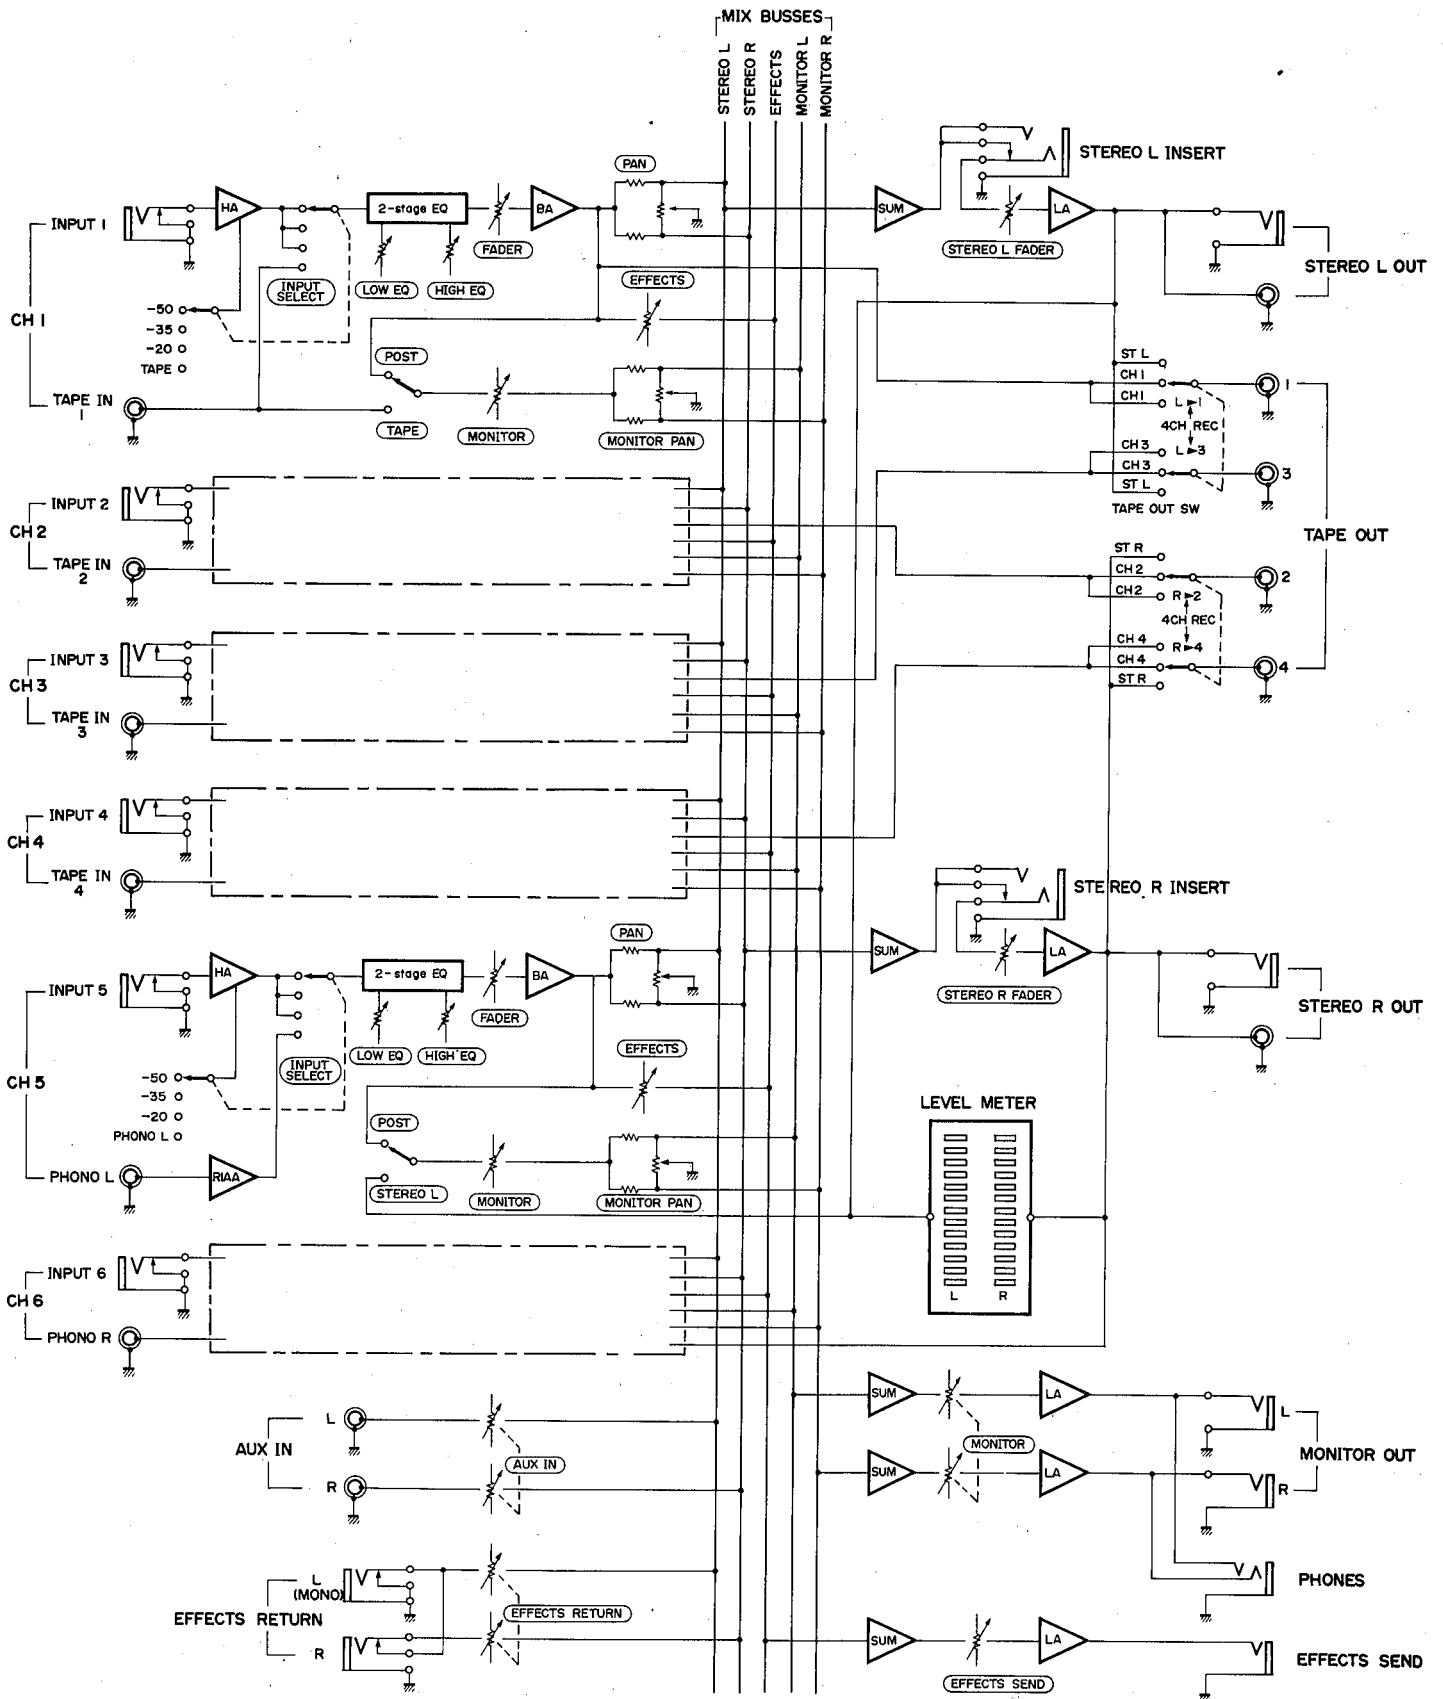 MIX BUSSES
STEREO L
STEREO R
EFFECTS
MONITOR L
MONITOR R
CH 1
INPUT 1
HA
-50
-35
-20
TAPE
INPUT
SELECT
2-stage EQ
LOW EQ
HIGH EQ
FADER
BA
PAN
EFFECTS
TAPE IN
1
POST
TAPE
MONITOR
MONITOR PAN
CH 2
INPUT 2
TAPE IN
2
CH 3
INPUT 3
TAPE IN
3
CH 4
INPUT 4
TAPE IN
4
CH 5
INPUT 5
HA
-50
-35
-20
PHONO L
INPUT
SELECT
2-stage EQ
LOW EQ
HIGH EQ
FADER
BA
PAN
EFFECTS
PHONO L
RIAA
POST
STEREO L
MONITOR
MONITOR PAN
CH 6
INPUT 6
PHONO R
AUX IN
L
R
AUX IN
EFFECTS RETURN
L
(MONO)
R
EFFECTS RETURN
SUM
STEREO L INSERT
STEREO L FADER
LA
STEREO L OUT
ST L
CH 1
CH 1
L ► 1
4CH REC
L ► 3
CH 3
CH 3
ST L
TAPE OUT SW
1
3
TAPE OUT
ST R
CH 2
CH 2
R ► 2
4CH REC
R ► 4
CH 4
CH 4
ST R
2
4
SUM
STEREO R INSERT
STEREO R FADER
LA
STEREO R OUT
LEVEL METER
L
R
SUM
LA
L
MONITOR
MONITOR OUT
SUM
LA
R
PHONES
SUM
EFFECTS SEND
LA
EFFECTS SEND